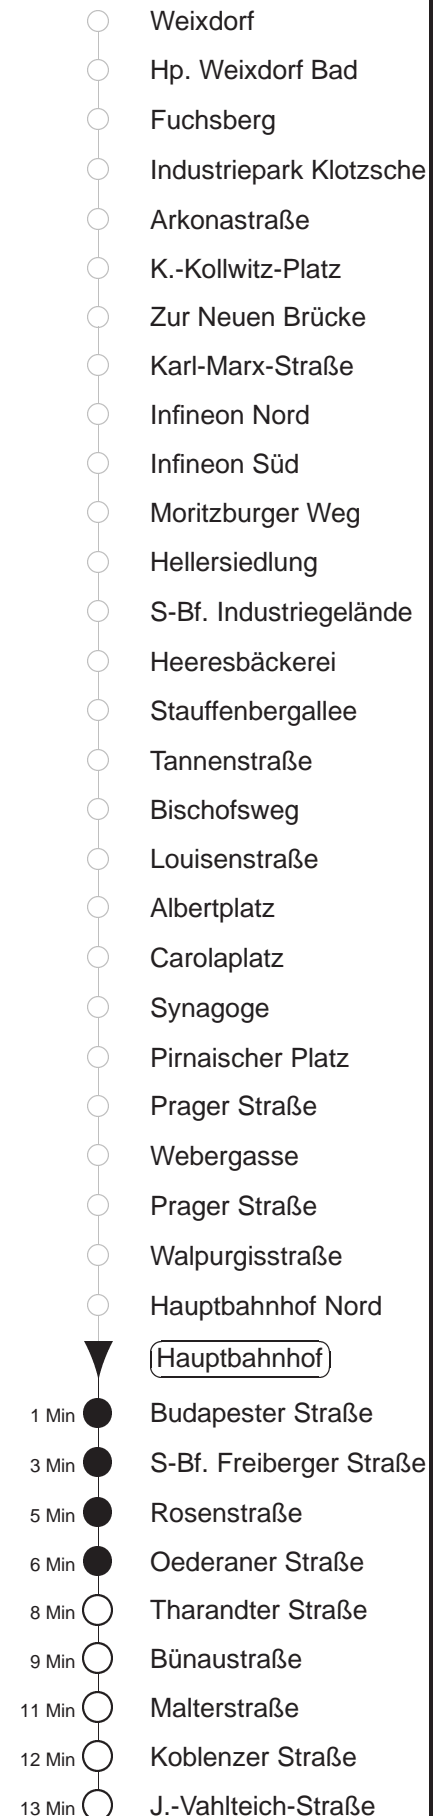 Weixdorf
Hp. Weixdorf Bad
Fuchsberg
Industriepark Klotzsche
Arkonastraße
K.-Kollwitz-Platz
Zur Neuen Brücke
Karl-Marx-Straße
Infineon Nord
Infineon Süd
Moritzburger Weg
Hellersiedlung
S-Bf. Industriegelände
Heeresbäckerei
Stauffenbergallee
Tannenstraße
Bischofsweg
Louisenstraße
Albertplatz
Carolaplatz
Synagoge
Pirnaischer Platz
Prager Straße
Webergasse
Prager Straße
Walpurgisstraße
Hauptbahnhof Nord
Hauptbahnhof
1 Min Budapester Straße
3 Min S-Bf. Freiberger Straße
5 Min Rosenstraße
6 Min Oederaner Straße
8 Min Tharandter Straße
9 Min Bünaustraße
11 Min Malterstraße
12 Min Koblenzer Straße
13 Min J.-Vahlteich-Straße